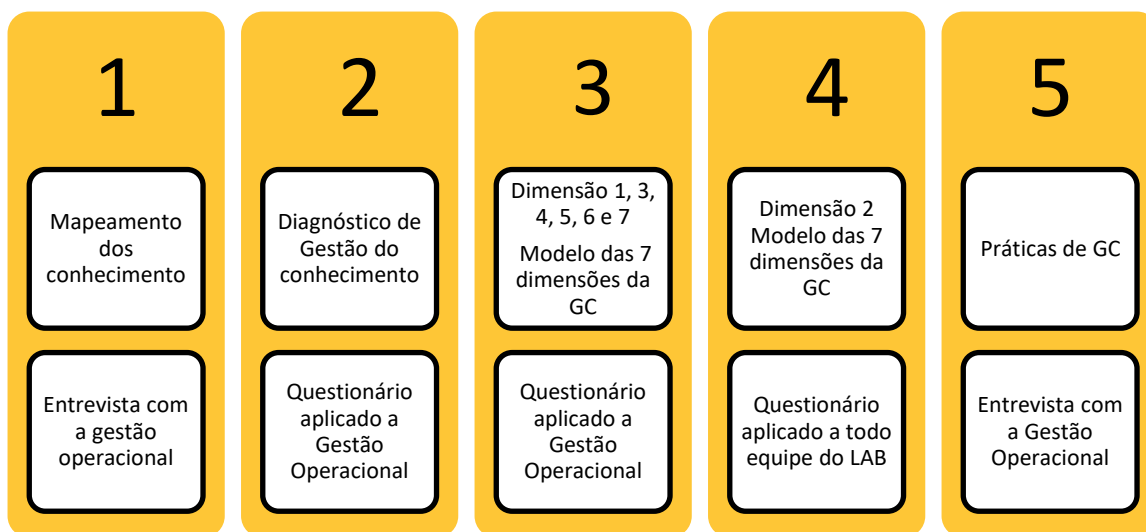 1
Mapeamento
dos
conhecimento
Entrevista com
a gestão
operacional
2
Diagnóstico de
Gestão do
conhecimento
Questionário
aplicado a
Gestão
Operacional
3
Dimensão 1, 3,
4, 5, 6 e 7
Modelo das 7
dimensões da
GC
Questionário
aplicado a
Gestão
Operacional
4
Dimensão 2
Modelo das 7
dimensões da
GC
Questionário
aplicado a todo
equipe do LAB
5
Práticas de GC
Entrevista com
a Gestão
Operacional